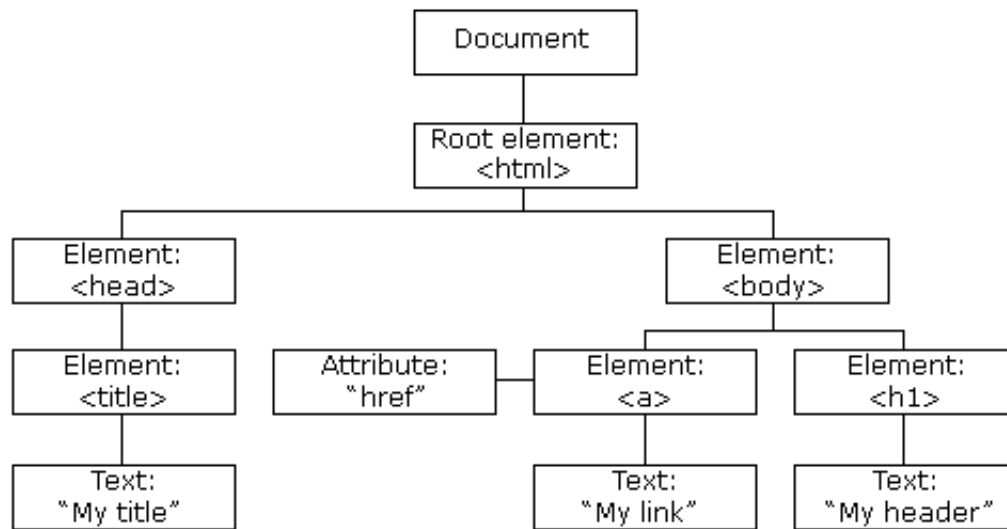 Document
Root element:
<html>
Element:
<head>
Element:
<body>
Element:
<title>
Attribute:
“href”
Element:
<a>
Element:
<h1>
Text:
“My title”
Text:
“My link”
Text:
“My header”